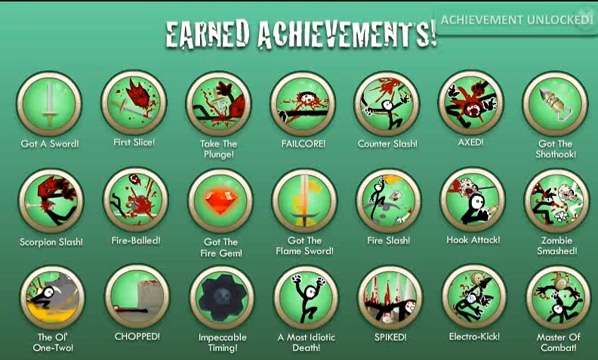 ACHIEVEMENT UNLOCKED!
EARNED ACHIEVEMENTS!
Got A Sword!
First Slice!
Take The
Plunge!
FAILCORE!
Counter Slash!
AXED!
Got The
Shothook!
Scorpion Slash!
Fire-Balled!
Got The
Fire Gem!
Got The
Flame Sword!
Fire Slash!
Hook Attack!
Zombie
Smashed!
The Ol'
One-Two!
CHOPPED!
Impeccable
Timing!
A Most Idiotic
Death!
SPIKED!
Electro-Kick!
Master Of
Combat!